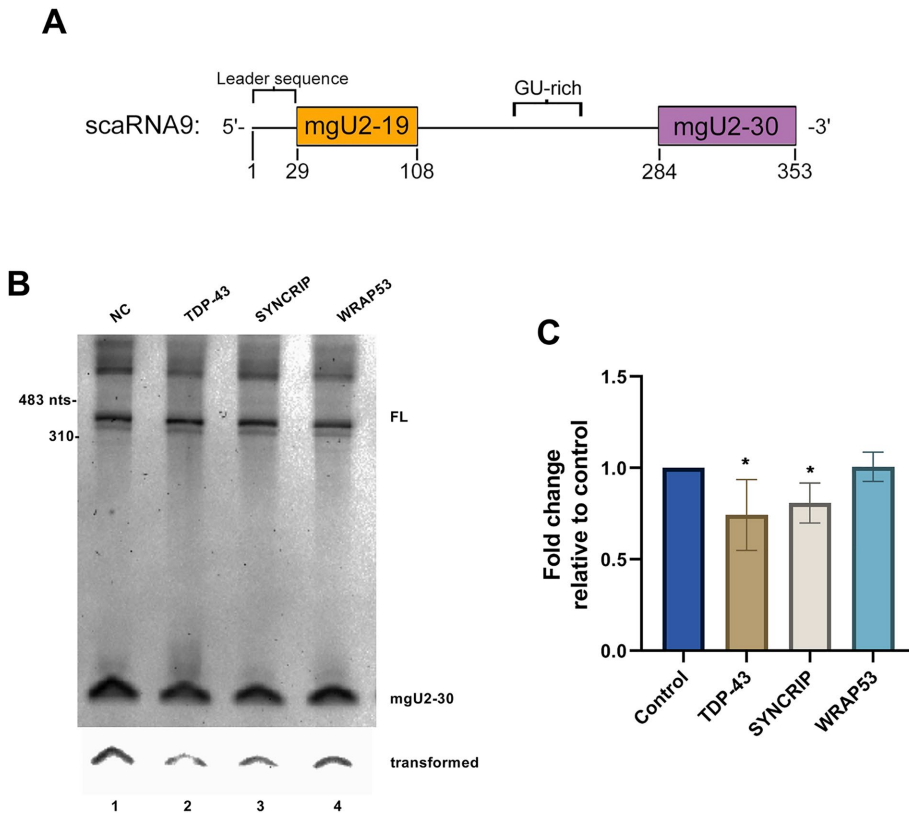 A
Leader sequence
GU-rich
scaRNA9: 5'- mgU2-19 mgU2-30 -3'
1 29 108 284 353
B
NC TDP-43 SYNCRIP WRAP53
483 nts-
FL
310-
mgU2-30
transformed
1 2 3 4
C
Fold change
relative to control
1.5
1.0
0.5
0.0
* *
Control TDP-43 SYNCRIP WRAP53